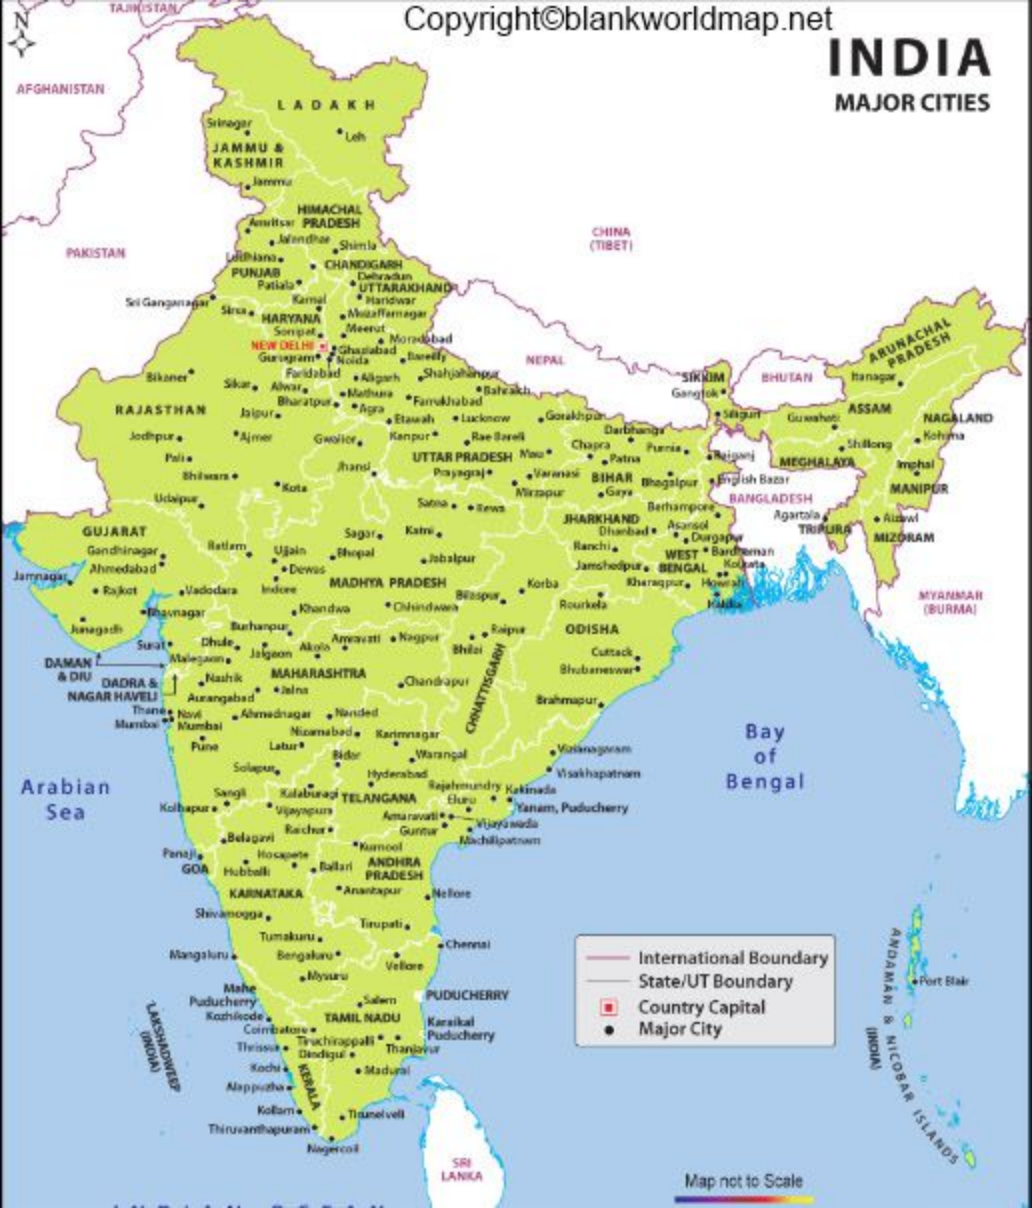 TAJIKISTAN
Copyright©blankworldmap.net
N
INDIA
MAJOR CITIES
AFGHANISTAN
LADAKH
Srinagar
Leh
JAMMU &
KASHMIR
Jammu
HIMACHAL
PRADESH
Amritsar
Jalandhar
Shimla
CHINA
(TIBET)
PAKISTAN
Ludhiana
CHANDIGARH
PUNJAB
Dehradun
Patiala
UTTARAKHAND
Sri Ganganagar
Karnal
Haridwar
Sirsa
HARYANA
Muzaffarnagar
Sonipat
Meerut
NEW DELHI
Moradabad
Ghaziabad
Gurugram
Noida
Bareilly
NEPAL
Faridabad
Bikaner
Aligarh
Shahjahanpur
SIKKIM
BHUTAN
ARUNACHAL
PRADESH
Itanagar
Sikar
Alwar
Mathura
Bahraich
Gangtok
Bharatpur
Farrukhabad
RAJASTHAN
Jaipur
Agra
Etawah
Lucknow
Gorakhpur
Siliguri
Guwahati
ASSAM
NAGALAND
Jodhpur
Ajmer
Gwalior
Kanpur
Rae Bareli
Darbhanga
Kohima
Chapra
Purnia
Shillong
Pali
UTTAR PRADESH
Mau
Patna
Raiganj
MEGHALAYA
Imphal
Bhilwara
Jhansi
Prayagraj
Varanasi
BIHAR
Bhagalpur
English Bazar
MANIPUR
Kota
Mirzapur
Gaya
BANGLADESH
Udaipur
Satna
Rewa
Berhampore
Agartala
Aizawl
GUJARAT
Sagar
Katni
JHARKHAND
Asansol
TRIPURA
MIZORAM
Dhanbad
Durgapur
Gandhinagar
Ratlam
Ujjain
Bhopal
Ranchi
WEST
BENGAL
Bardhaman
Ahmedabad
Dewas
Jabalpur
Jamshedpur
Kolkata
Jamnagar
MADHYA PRADESH
Korba
Kharagpur
Howrah
MYANMAR
(BURMA)
Rajkot
Vadodara
Indore
Bilaspur
Rourkela
Haldia
Bhavnagar
Khandwa
Chhindwara
Junagadh
Burhanpur
Raipur
ODISHA
Surat
Dhule
Jalgaon
Akola
Amravati
Nagpur
Bhilai
DAMAN
& DIU
Malegaon
Cuttack
MAHARASHTRA
CHHATTISGARH
Bhubaneswar
DADRA &
NAGAR HAVELI
Nashik
Aurangabad
Jalna
Chandrapur
Brahmapur
Thane
Navi
Mumbai
Mumbai
Ahmednagar
Nanded
Nizamabad
Karimnagar
Bay
of
Bengal
Pune
Latur
Bidar
Warangal
Vizianagaram
Solapur
Hyderabad
Visakhapatnam
Arabian
Sea
Sangli
Kalaburagi
TELANGANA
Rajahmundry
Kakinada
Kolhapur
Vijayapura
Eluru
Yanam, Puducherry
Amaravati
Vijayawada
Raichur
Guntur
Machilipatnam
Belagavi
Kurnool
Panaji
GOA
Hosapete
Hubballi
Ballari
ANDHRA
PRADESH
KARNATAKA
Anantapur
Nellore
Shivamogga
Tirupati
Tumakuru
Chennai
Mangaluru
Bengaluru
Vellore
Mysuru
Mahe
Puducherry
Salem
PUDUCHERRY
Kozhikode
TAMIL NADU
Karaikal
Puducherry
Coimbatore
Tiruchirappalli
Thanjavur
Thrissur
Dindigul
Kochi
KERALA
Madurai
Alappuzha
Kollam
Tirunelveli
Thiruvanthapuram
Nagercoil
LAKSHADWEEP
(INDIA)
SRI
LANKA
International Boundary
State/UT Boundary
Country Capital
Major City
ANDAMAN & NICOBAR ISLANDS
(INDIA)
Port Blair
Map not to Scale